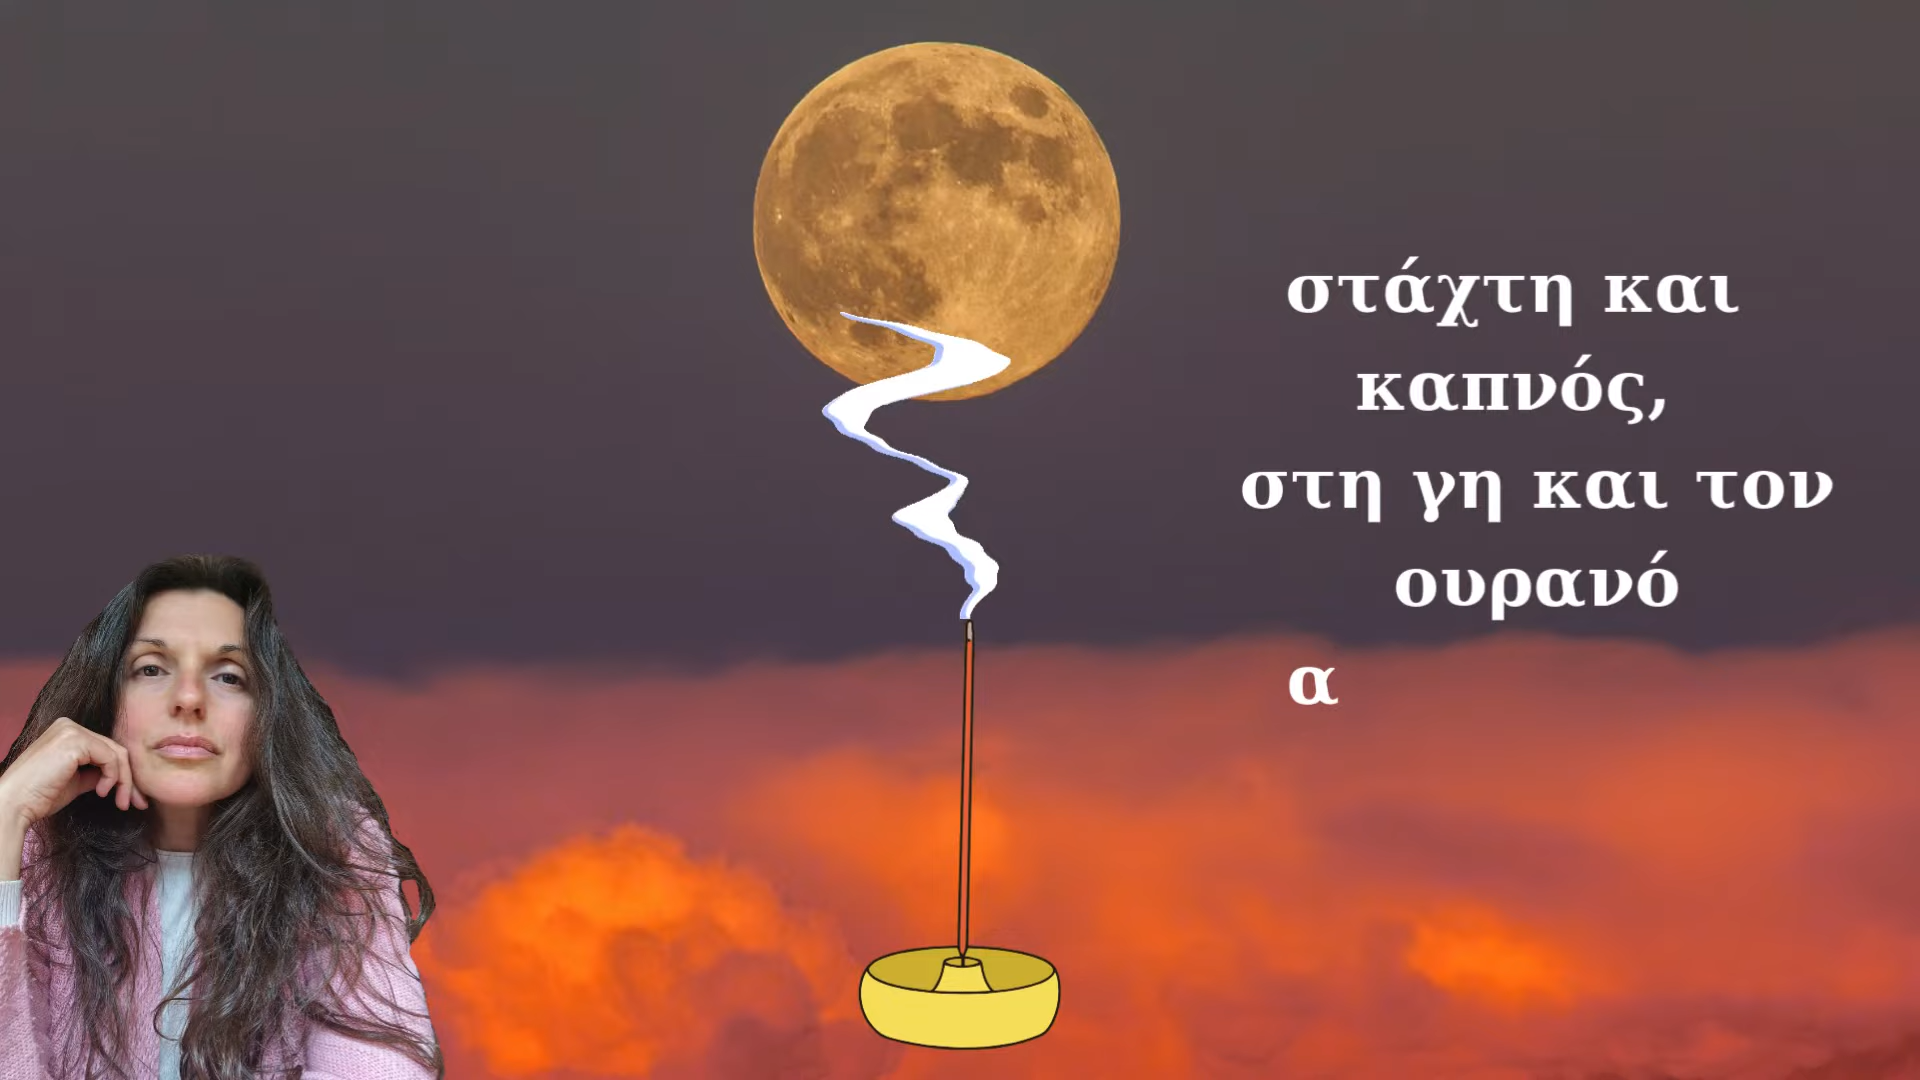 στάχτη και
καπνός,
στη γη και τον
ουρανό
α